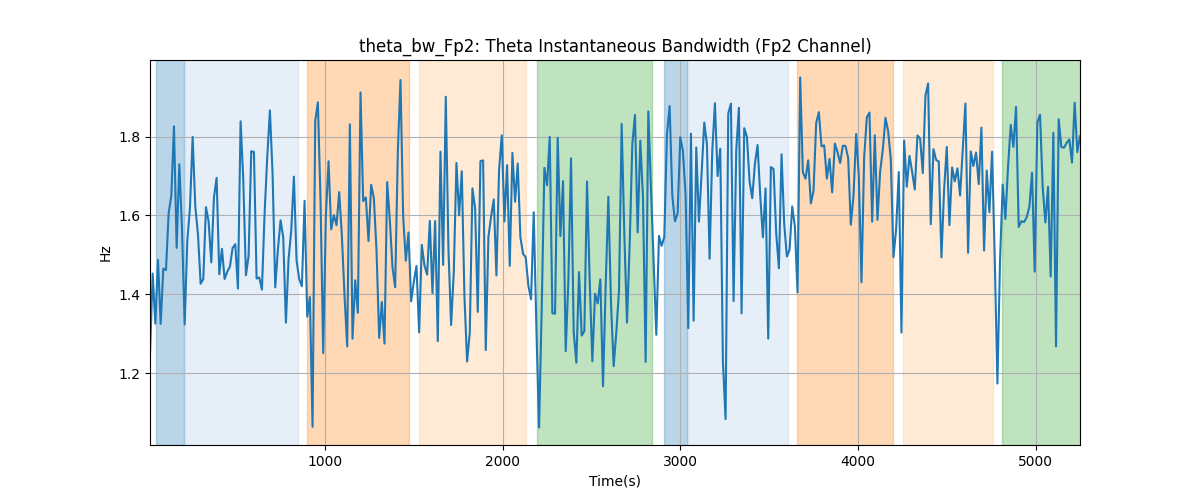 theta_bw_Fp2: Theta Instantaneous Bandwidth (Fp2 Channel)
Hz
1.8
1.6
1.4
1.2
1000 2000 3000 4000 5000
Time(s)